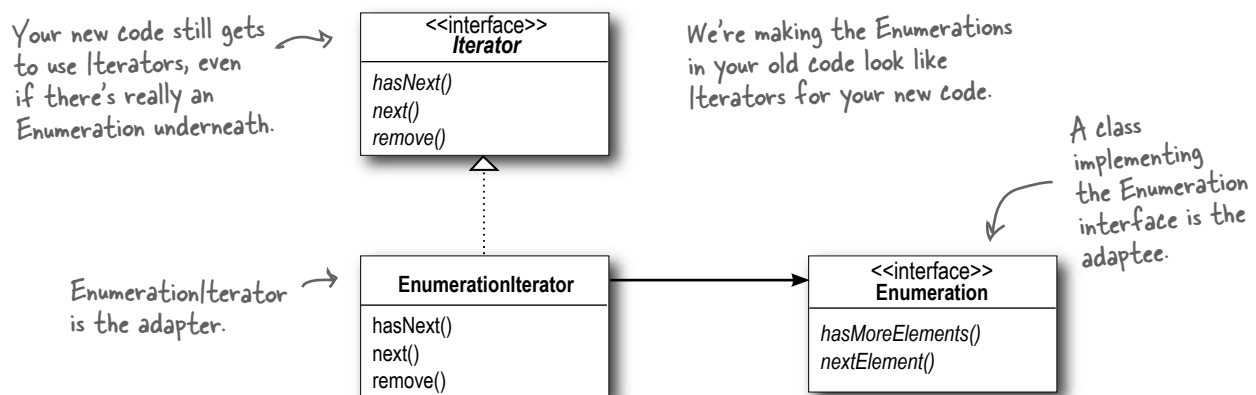 Your new code still gets
to use Iterators, even
if there's really an
Enumeration underneath.
<<interface>>
Iterator
hasNext()
next()
remove()
We're making the Enumerations
in your old code look like
Iterators for your new code.
A class
implementing
the Enumeration
interface is the
adaptee.
EnumerationIterator
is the adapter.
EnumerationIterator
hasNext()
next()
remove()
<<interface>>
Enumeration
hasMoreElements()
nextElement()